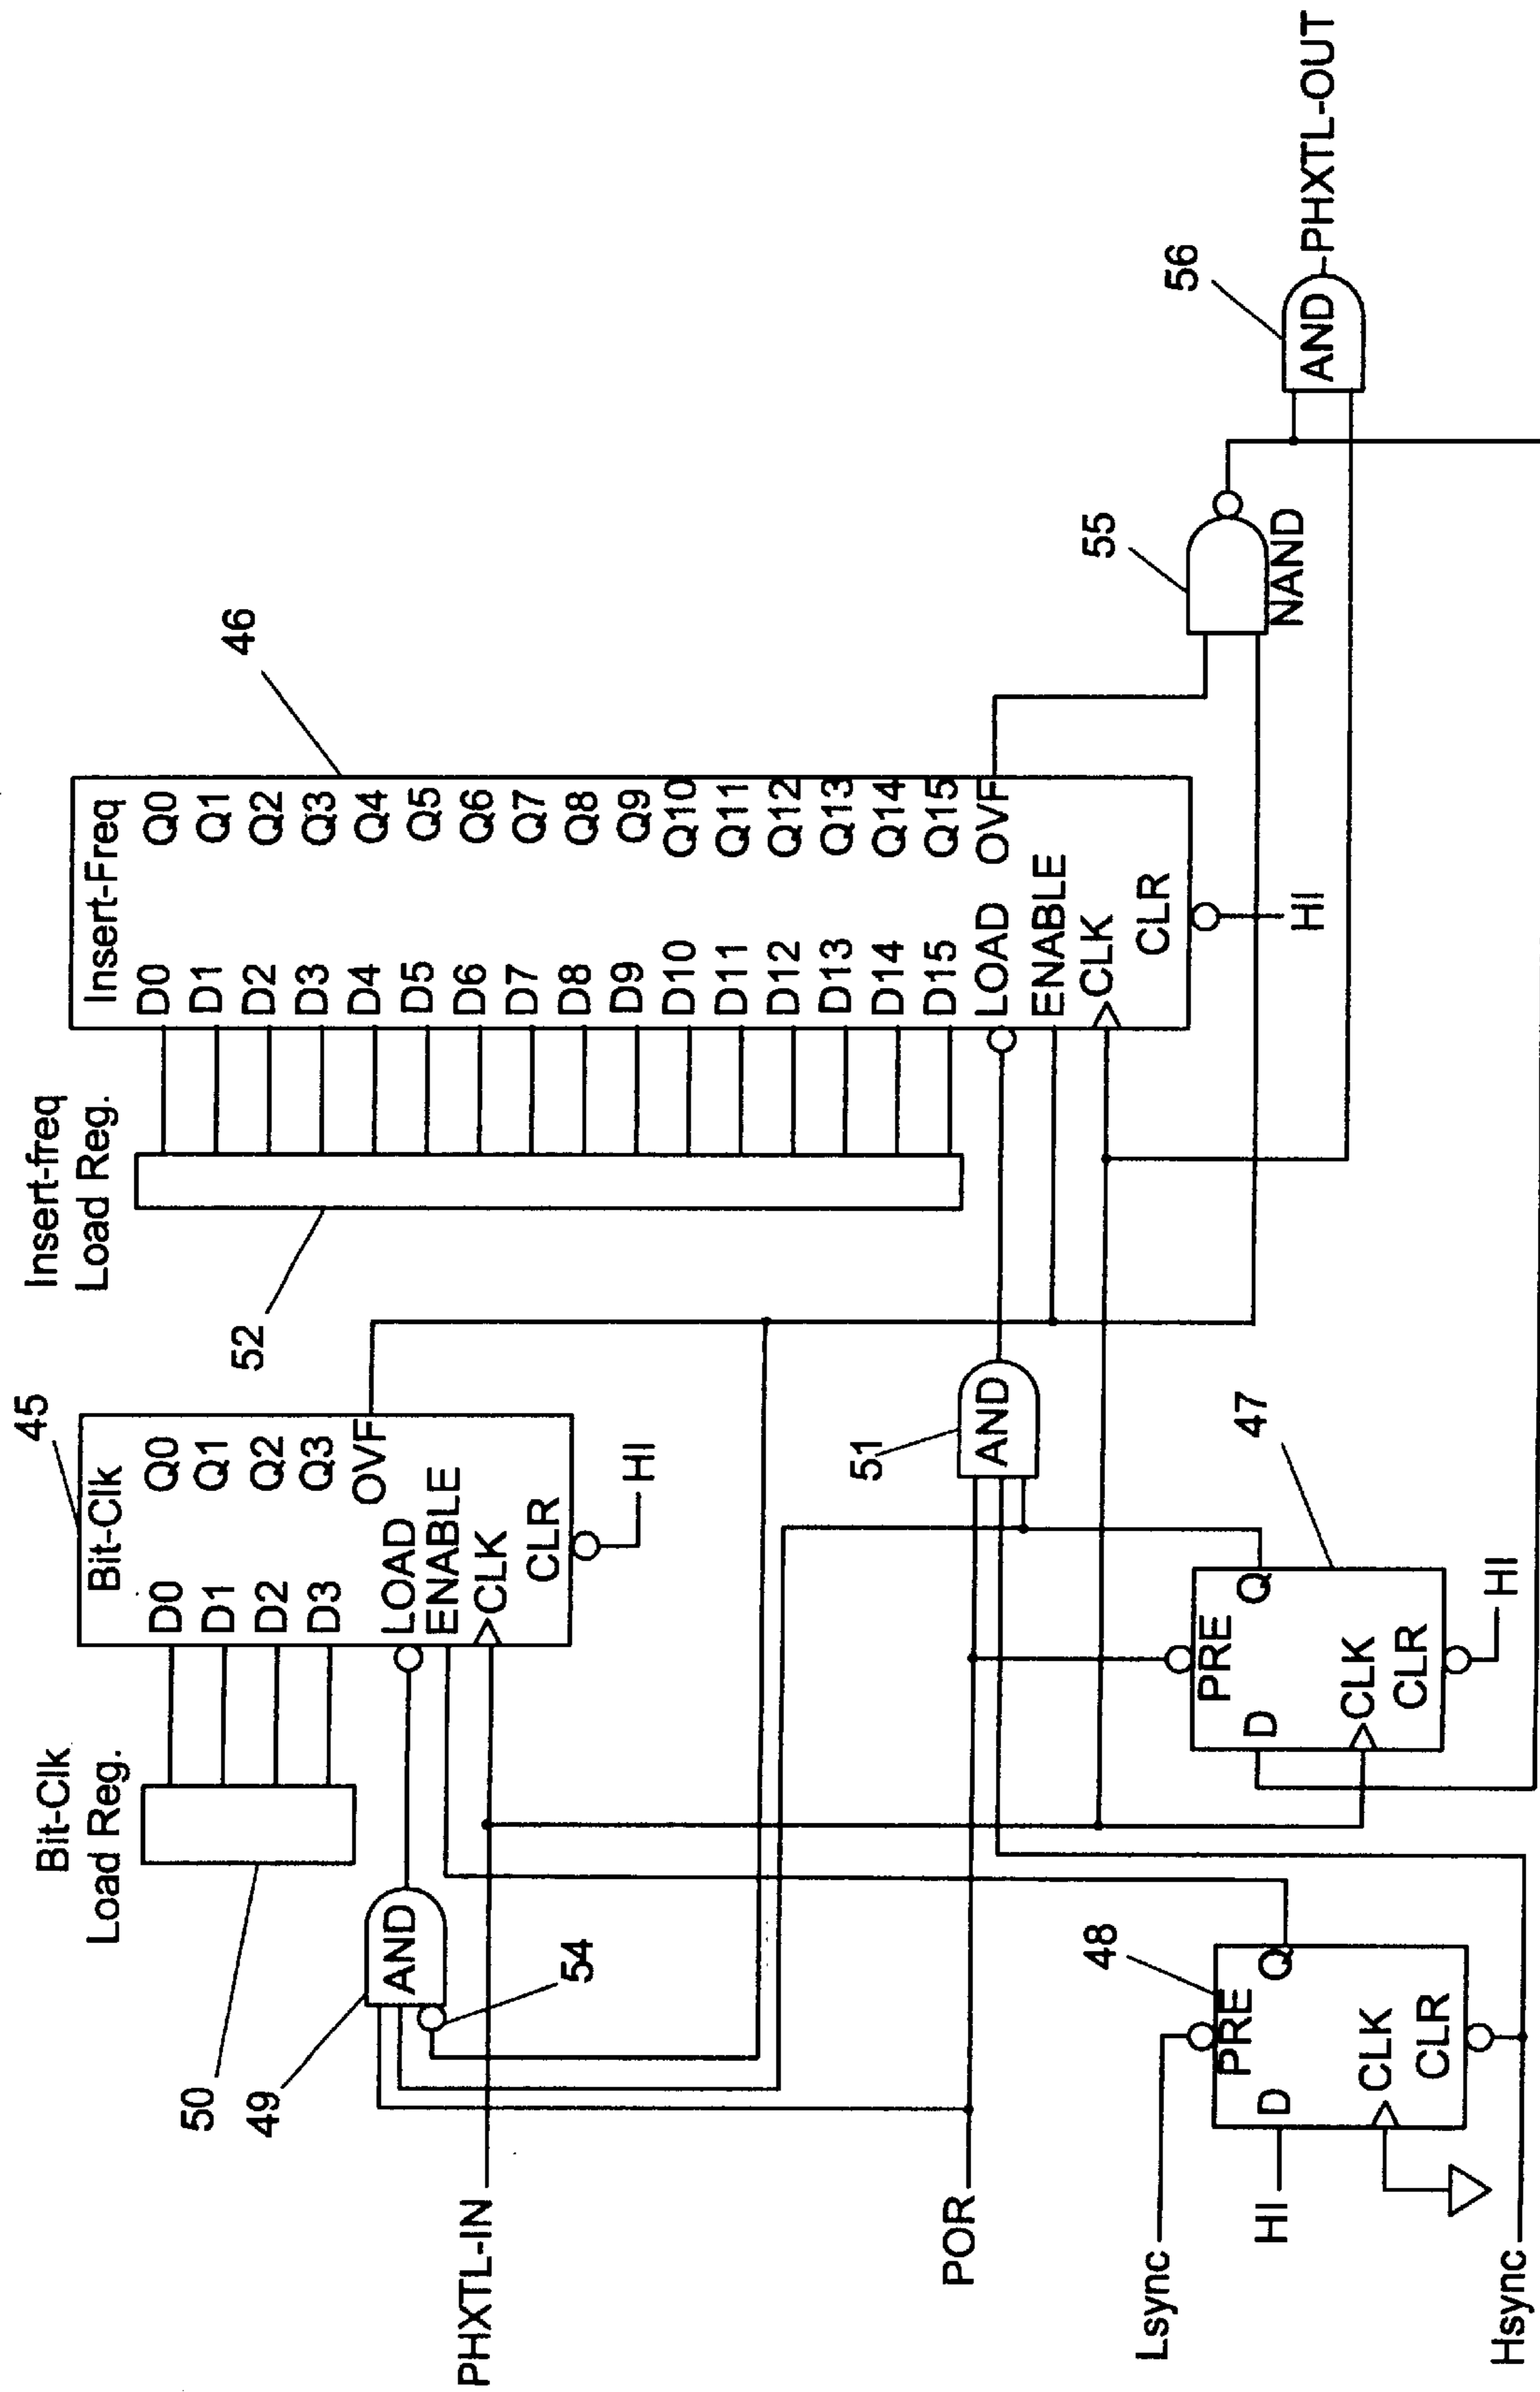 Bit-Clk
Load Reg.
50
45
Bit-Clk
D0 Q0
D1 Q1
D2 Q2
D3 Q3
OVF
LOAD
ENABLE
CLK
CLR
HI
49
AND
54
PHXTL-IN
Insert-freq
Load Reg.
52
46
Insert-Freq
D0 Q0
D1 Q1
D2 Q2
D3 Q3
D4 Q4
D5 Q5
D6 Q6
D7 Q7
D8 Q8
D9 Q9
D10 Q10
D11 Q11
D12 Q12
D13 Q13
D14 Q14
D15 Q15
LOAD OVF
ENABLE
CLK
CLR
HI
51
AND
POR
55
NAND
56
AND
PHXTL-OUT
Lsync
48
PRE
D Q
HI
CLK
CLR
Hsync
47
PRE
D Q
CLK
CLR
HI